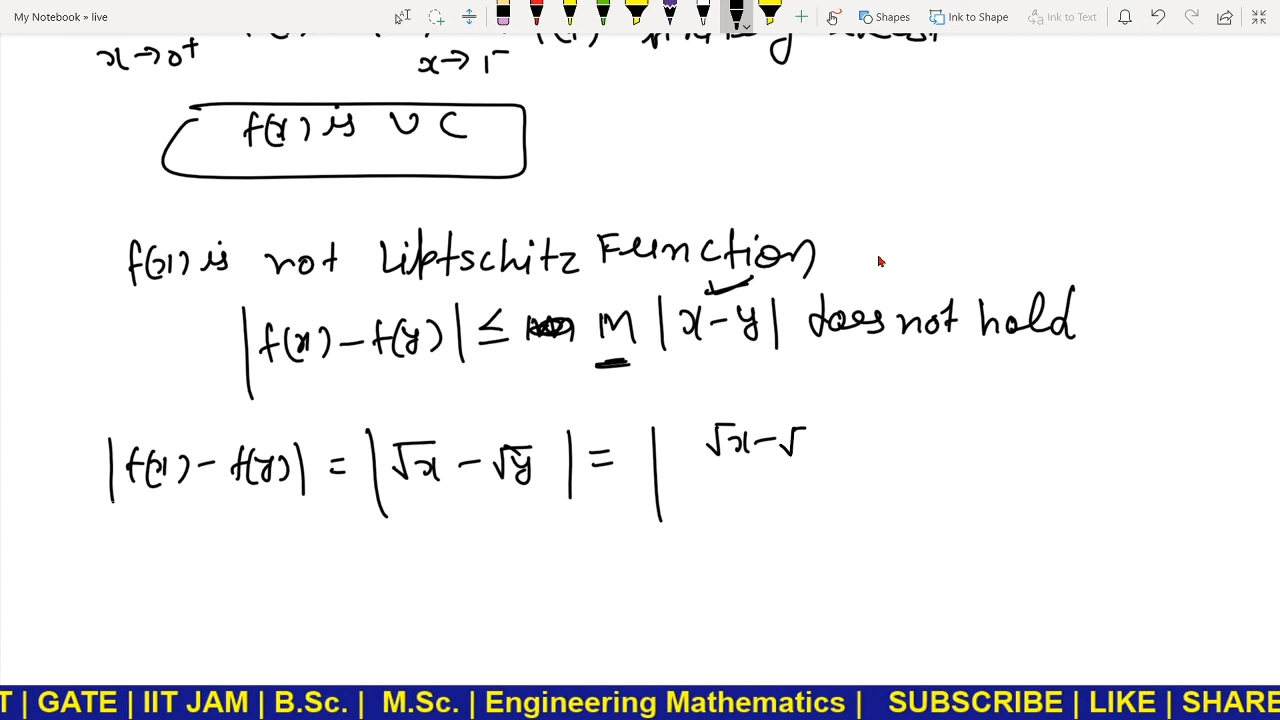 My Notebook » live
Shapes
Ink to Shape
Ink to Text
x→0⁺ x→1⁻
f(x) is UC
f(x) is not Liptschitz Function
|f(x) – f(y)| ≤ M |x – y| does not hold
|f(x) – f(y)| = |√x – √y| = | √x – √
T | GATE | IIT JAM | B.Sc. | M.Sc. | Engineering Mathematics | SUBSCRIBE | LIKE | SHARE